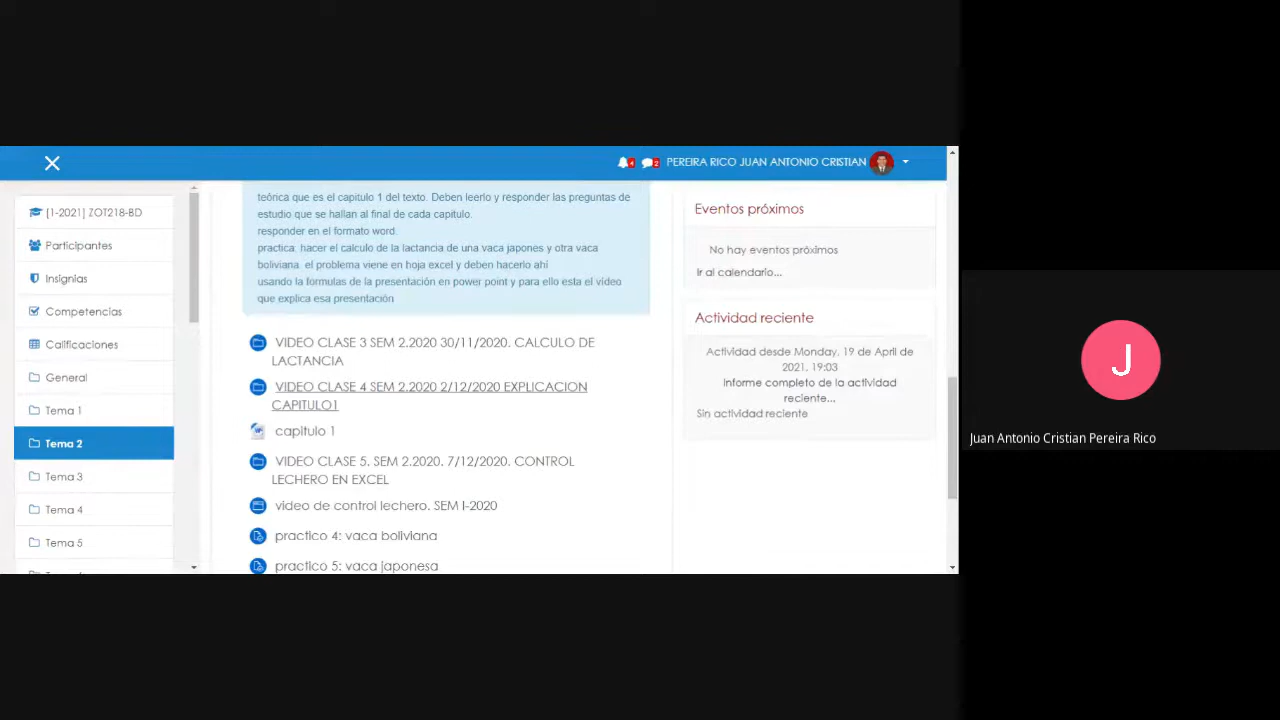 4
2
PEREIRA RICO JUAN ANTONIO CRISTIAN
[1-2021] ZOT218-BD
Participantes
Insignias
Competencias
Calificaciones
General
Tema 1
Tema 2
Tema 3
Tema 4
Tema 5
teórica que es el capitulo 1 del texto. Deben leerlo y responder las preguntas de
estudio que se hallan al final de cada capitulo.
responder en el formato word.
practica. hacer el calculo de la lactancia de una vaca japones y otra vaca
boliviana. el problema viene en hoja excel y deben hacerlo ahí
usando la formulas de la presentación en power point y para ello esta el vídeo
que explica esa presentación
VIDEO CLASE 3 SEM 2.2020 30/11/2020. CALCULO DE
LACTANCIA
VIDEO CLASE 4 SEM 2.2020 2/12/2020 EXPLICACION
CAPITULO1
capitulo 1
VIDEO CLASE 5. SEM 2.2020. 7/12/2020. CONTROL
LECHERO EN EXCEL
video de control lechero. SEM I-2020
practico 4: vaca boliviana
practico 5: vaca japonesa
Eventos próximos
No hay eventos próximos
Ir al calendario...
Actividad reciente
Actividad desde Monday, 19 de April de
2021, 19:03
Informe completo de la actividad
reciente...
Sin actividad reciente
J
Juan Antonio Cristian Pereira Rico